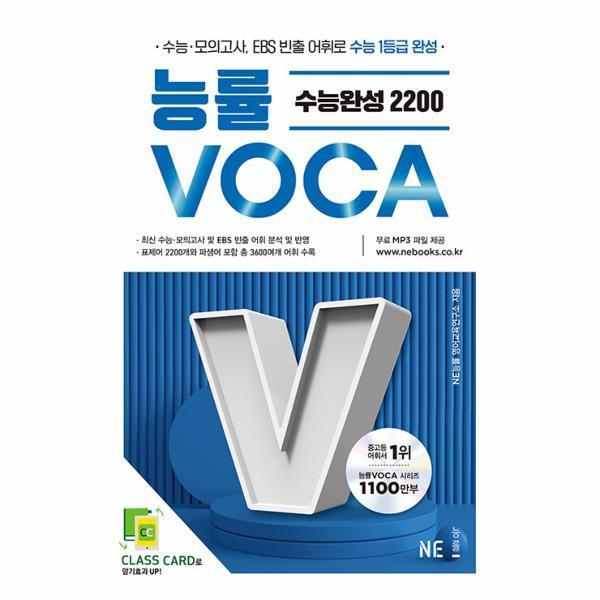 · 수능·모의고사, EBS 빈출 어휘로 수능 1등급 완성 ·
능률
수능완성 2200
VOCA
· 최신 수능·모의고사 및 EBS 빈출 어휘 분석 및 반영
· 표제어 2200개와 파생어 포함 총 3600여개 어휘 수록
무료 MP3 파일 제공
www.nebooks.co.kr
NE능률 영어교육연구소 지음
V
중고등
어휘서 1위
능률VOCA 시리즈
1100만부
CC
CLASS CARD로
암기효과 UP!
NE 능률